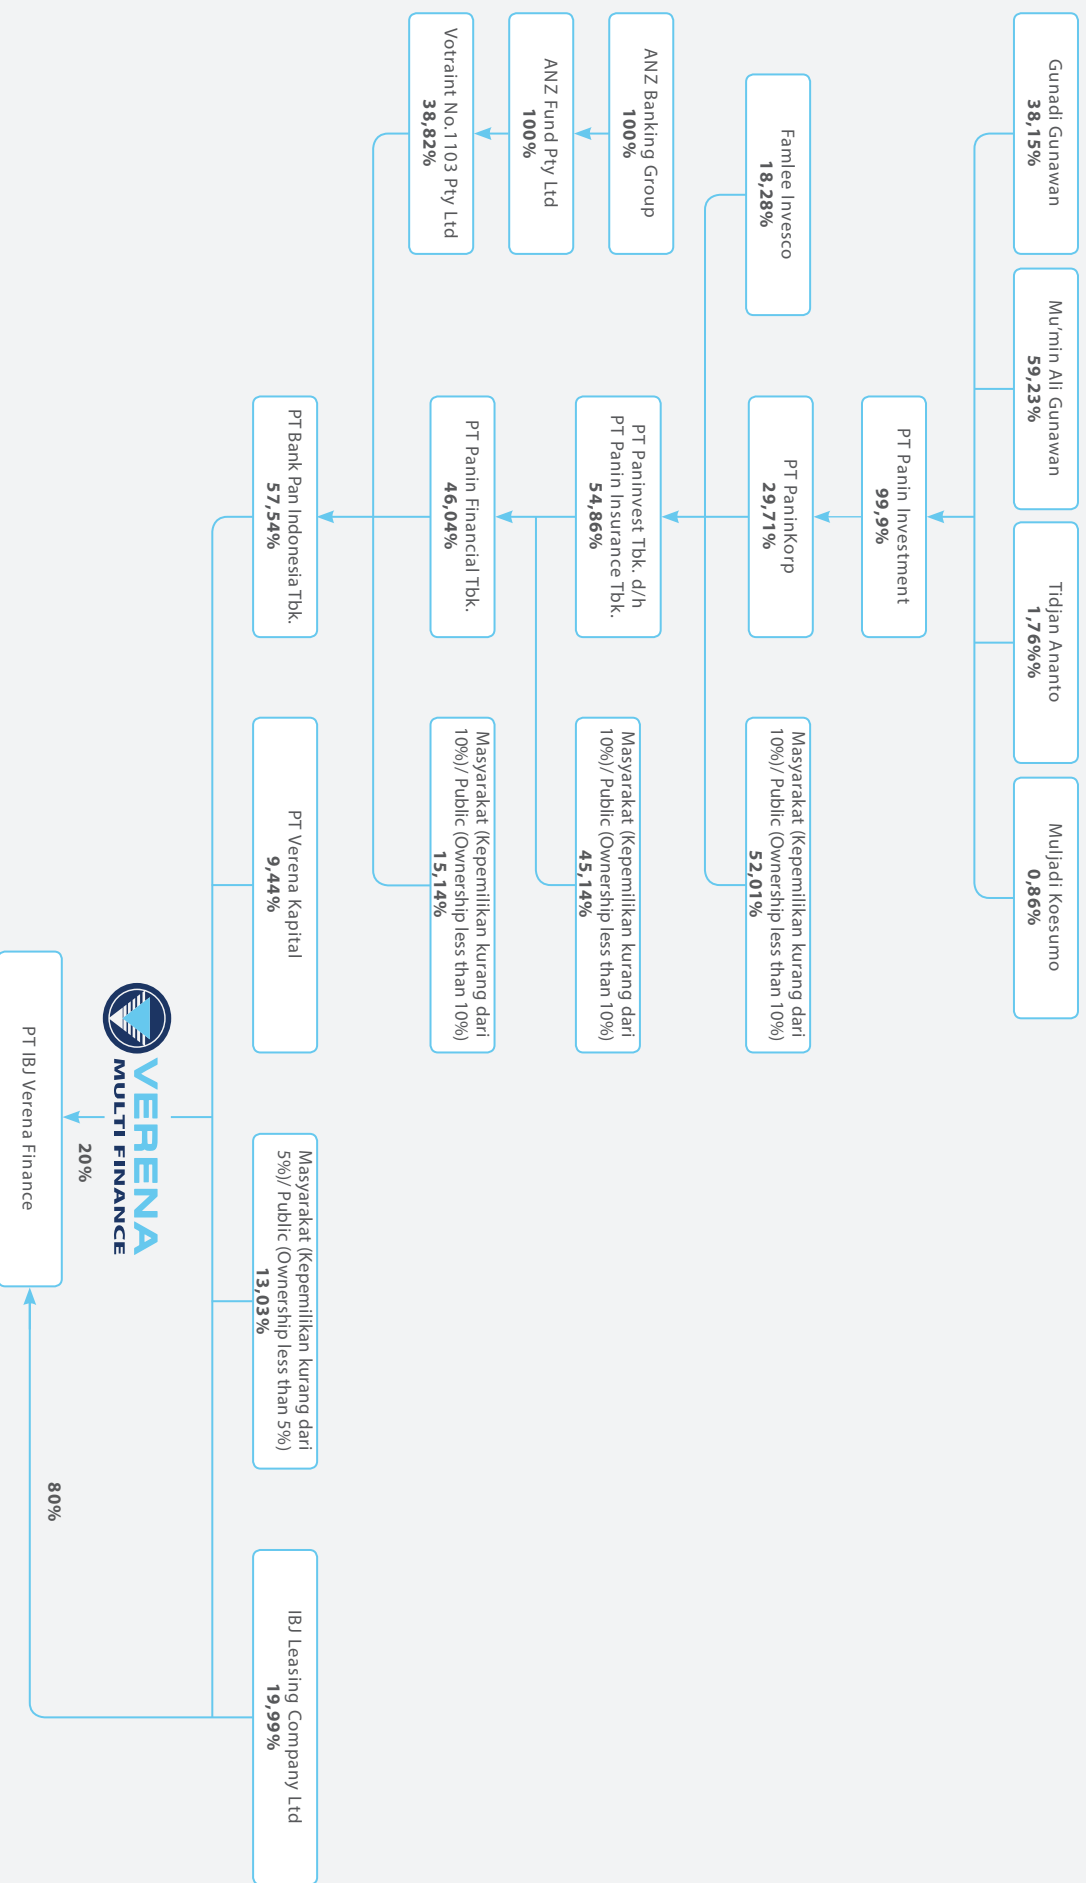 Gunadi Gunawan
38,15%
Mu'min Ali Gunawan
59,23%
Tidjan Ananto
1,76%%
Muljadi Koesumo
0,86%
PT Panin Investment
99,9%
Famlee Invesco
18,28%
PT PaninKorp
29,71%
Masyarakat (Kepemilikan kurang dari
10%)/ Public (Ownership less than 10%)
52,01%
ANZ Banking Group
100%
PT Paninvest Tbk. d/h
PT Panin Insurance Tbk.
54,86%
Masyarakat (Kepemilikan kurang dari
10%)/ Public (Ownership less than 10%)
45,14%
ANZ Fund Pty Ltd
100%
Votraint No.1103 Pty Ltd
38,82%
PT Panin Financial Tbk.
46,04%
Masyarakat (Kepemilikan kurang dari
10%)/ Public (Ownership less than 10%)
15,14%
PT Bank Pan Indonesia Tbk.
57,54%
PT Verena Kapital
9,44%
Masyarakat (Kepemilikan kurang dari
5%)/ Public (Ownership less than 5%)
13,03%
IBJ Leasing Company Ltd
19,99%
VERENA
MULTI FINANCE
20%
80%
PT IBJ Verena Finance